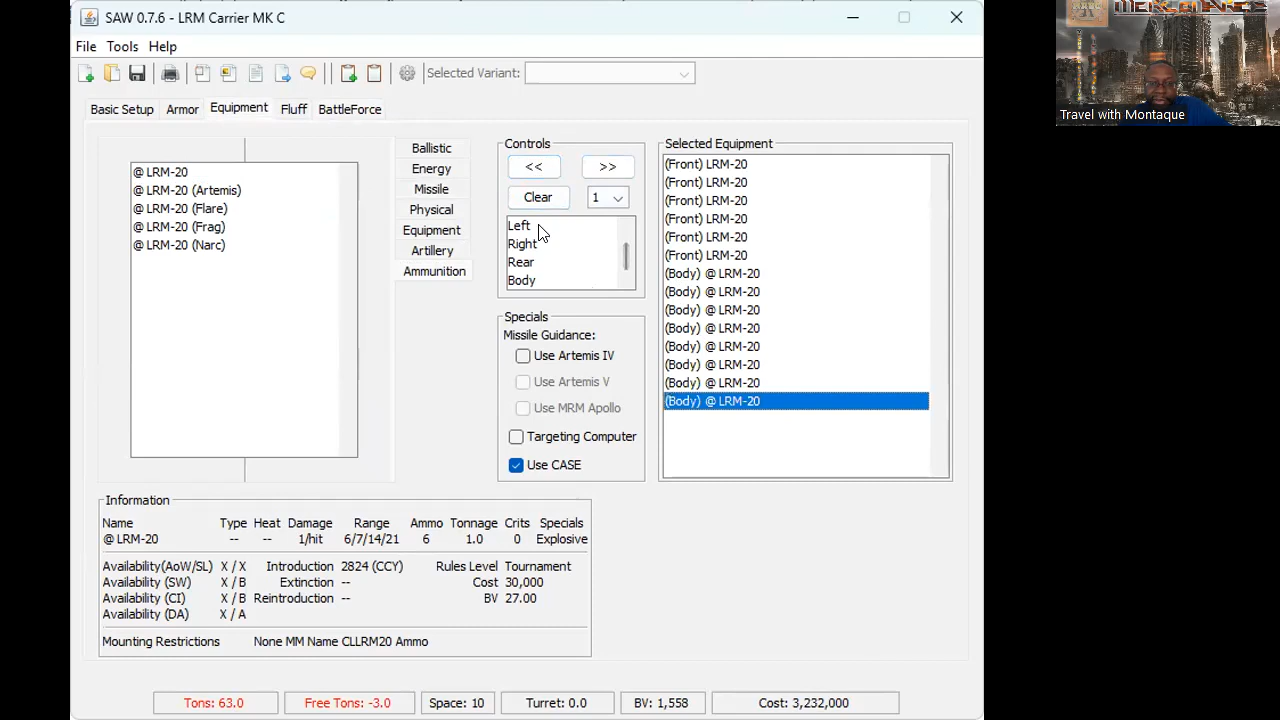 SAW 0.7.6 - LRM Carrier MK C
File Tools Help
Selected Variant:
Basic Setup Armor Equipment Fluff BattleForce
@ LRM-20
@ LRM-20 (Artemis)
@ LRM-20 (Flare)
@ LRM-20 (Frag)
@ LRM-20 (Narc)
Ballistic
Energy
Missile
Physical
Equipment
Artillery
Ammunition
Controls
<< >>
Clear 1
Left
Right
Rear
Body
Specials
Missile Guidance:
Use Artemis IV
Use Artemis V
Use MRM Apollo
Targeting Computer
Use CASE
Selected Equipment
(Front) LRM-20
(Front) LRM-20
(Front) LRM-20
(Front) LRM-20
(Front) LRM-20
(Front) LRM-20
(Body) @ LRM-20
(Body) @ LRM-20
(Body) @ LRM-20
(Body) @ LRM-20
(Body) @ LRM-20
(Body) @ LRM-20
(Body) @ LRM-20
(Body) @ LRM-20
Information
Name Type Heat Damage Range Ammo Tonnage Crits Specials
@ LRM-20 -- -- 1/hit 6/7/14/21 6 1.0 0 Explosive
Availability(AoW/SL) X / X Introduction 2824 (CCY) Rules Level Tournament
Availability (SW) X / B Extinction -- Cost 30,000
Availability (CI) X / B Reintroduction -- BV 27.00
Availability (DA) X / A
Mounting Restrictions None MM Name CLLRM20 Ammo
Tons: 63.0 Free Tons: -3.0 Space: 10 Turret: 0.0 BV: 1,558 Cost: 3,232,000
Travel with Montaque